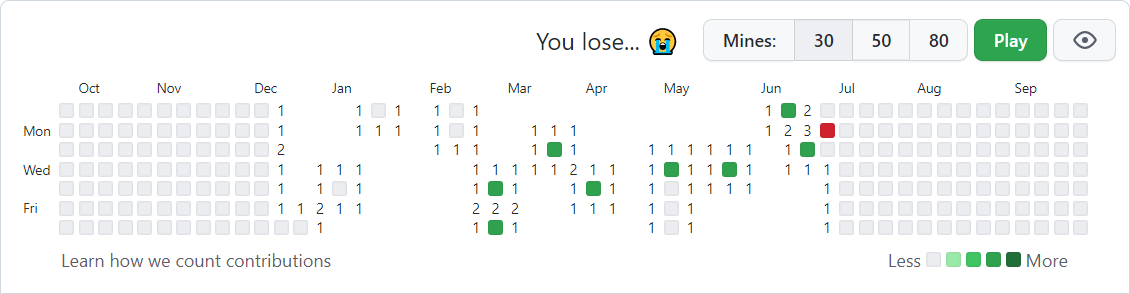 You lose... 😭 Mines: 30 50 80 Play
Oct Nov Dec Jan Feb Mar Apr May Jun Jul Aug Sep
1 1 1 1 1 1 2
Mon 1 1 1 1 1 1 1 1 1 1 2 3
2 1 1 1 1 1 1 1 1 1 1 1 1
Wed 1 1 1 1 1 1 1 1 1 2 1 1 1 1 1 1 1 1 1
1 1 1 1 1 1 1 1 1 1 1 1 1
Fri 1 1 2 1 1 2 2 2 1 1 1 1 1 1
1 1 1 1 1 1
Learn how we count contributions Less More